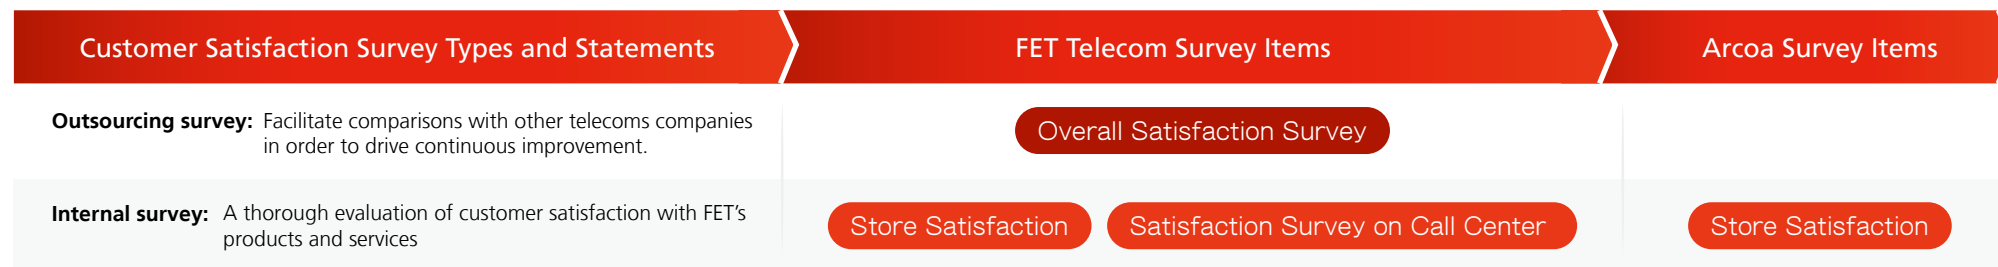 Customer Satisfaction Survey Types and Statements
FET Telecom Survey Items
Arcoa Survey Items
Outsourcing survey: Facilitate comparisons with other telecoms companies
in order to drive continuous improvement.
Overall Satisfaction Survey
Internal survey: A thorough evaluation of customer satisfaction with FET's
products and services
Store Satisfaction
Satisfaction Survey on Call Center
Store Satisfaction